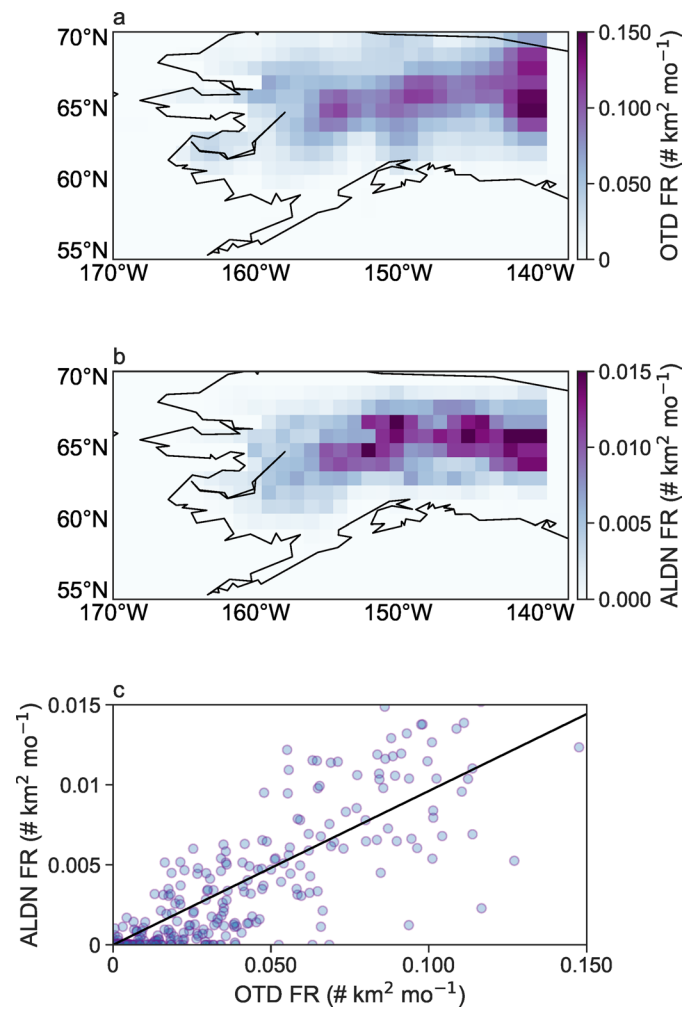 a
70°N
65°N
60°N
55°N
170°W 160°W 150°W 140°W
0.150
0.100
0.050
0
OTD FR (# km² mo⁻¹)
b
70°N
65°N
60°N
55°N
170°W 160°W 150°W 140°W
0.015
0.010
0.005
0.000
ALDN FR (# km² mo⁻¹)
c
0.015
0.01
0.005
0
ALDN FR (# km² mo⁻¹)
0 0.050 0.100 0.150
OTD FR (# km² mo⁻¹)